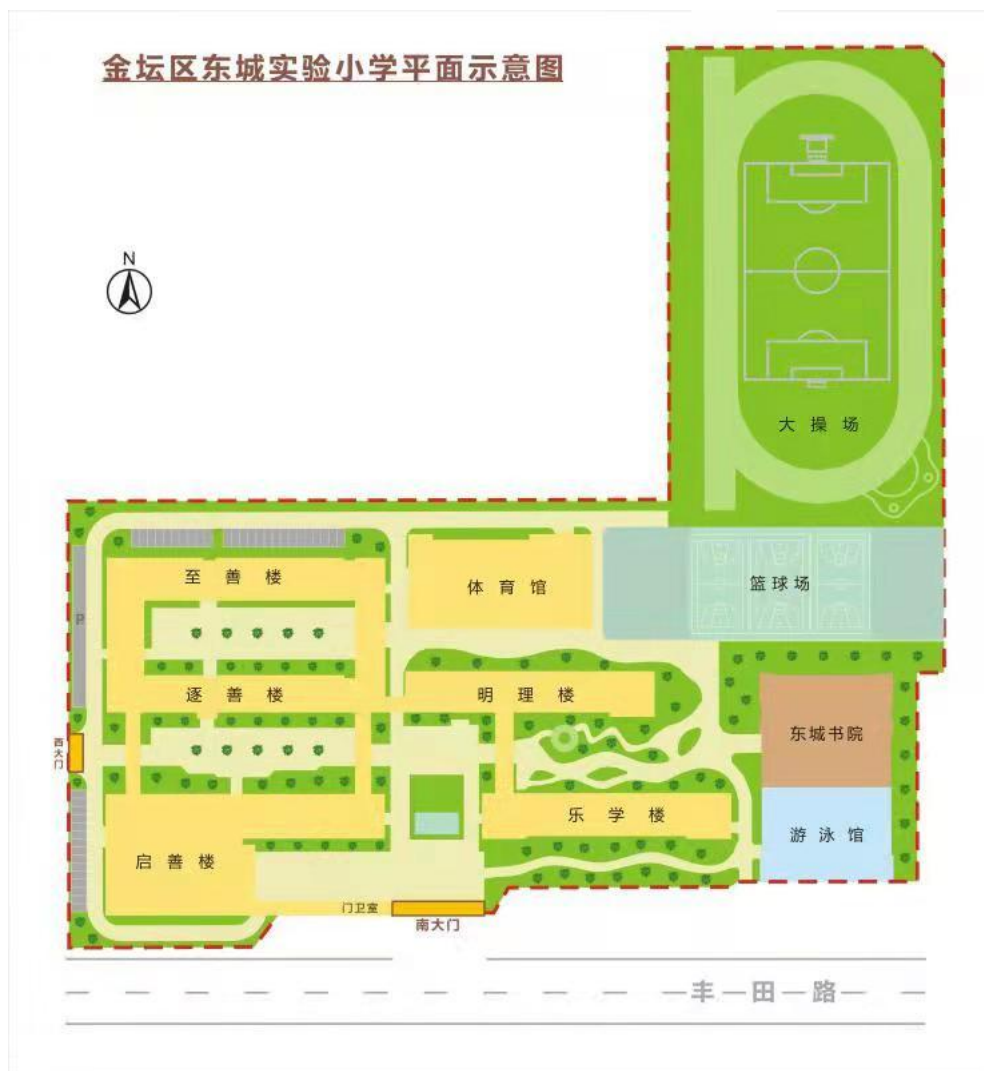 金坛区东城实验小学平面示意图
N
大操场
至善楼
体育馆
篮球场
P
逐善楼
明理楼
东城书院
西大门
乐学楼
游泳馆
启善楼
门卫室
南大门
丰田路